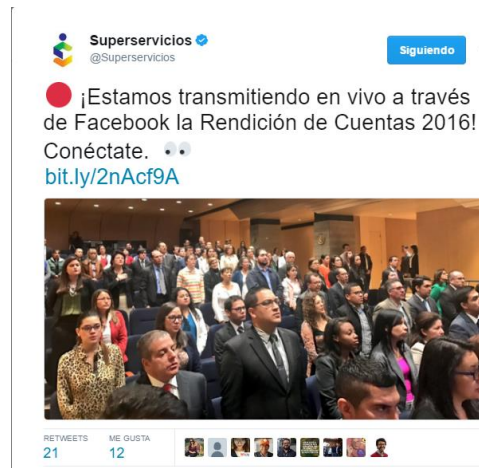 Superservicios
@Superservicios
Siguiendo
🔴 ¡Estamos transmitiendo en vivo a través
de Facebook la Rendición de Cuentas 2016!
Conéctate. 👀
bit.ly/2nAcf9A
RETWEETS
21
ME GUSTA
12